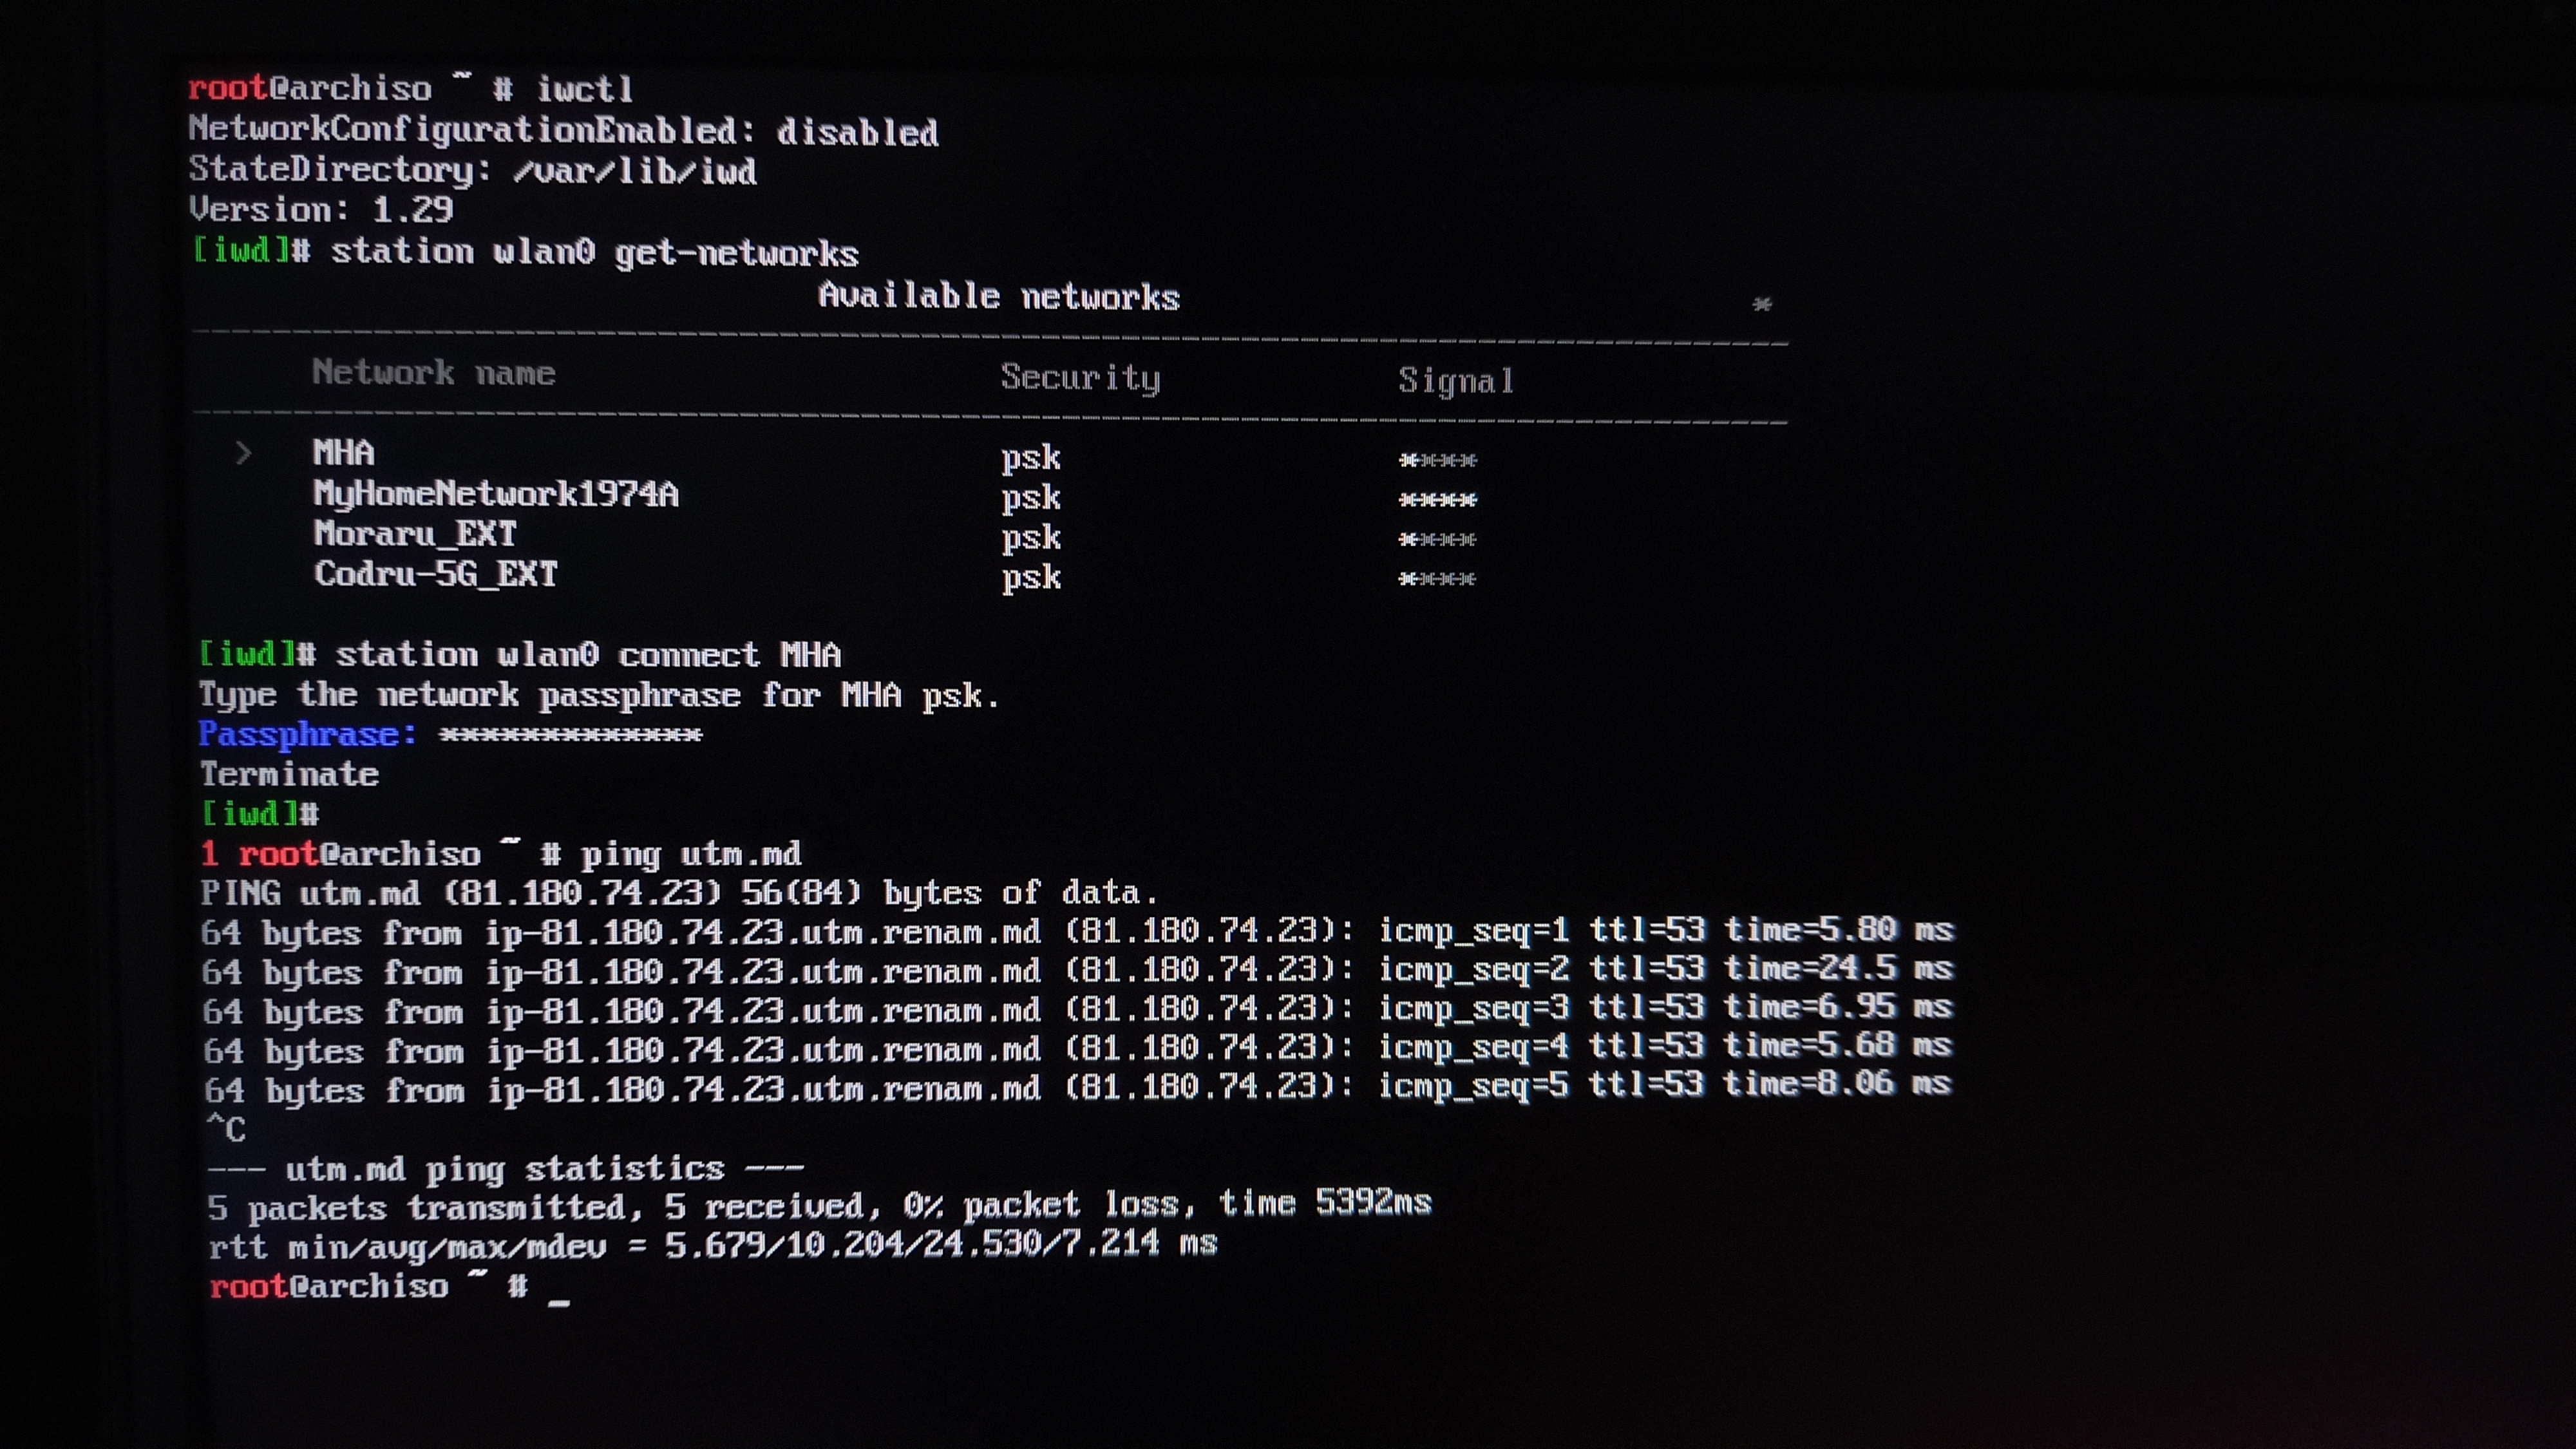 root@archiso ~ # iwctl
NetworkConfigurationEnabled: disabled
StateDirectory: /var/lib/iwd
Version: 1.29
[iwd]# station wlan0 get-networks
Available networks *
--------------------------------------------------------------------------------
Network name Security Signal
--------------------------------------------------------------------------------
> MHA psk ****
MyHomeNetwork1974A psk ****
Moraru_EXT psk ****
Codru-5G_EXT psk ****
[iwd]# station wlan0 connect MHA
Type the network passphrase for MHA psk.
Passphrase: *************
Terminate
[iwd]#
1 root@archiso ~ # ping utm.md
PING utm.md (81.180.74.23) 56(84) bytes of data.
64 bytes from ip-81.180.74.23.utm.renam.md (81.180.74.23): icmp_seq=1 ttl=53 time=5.80 ms
64 bytes from ip-81.180.74.23.utm.renam.md (81.180.74.23): icmp_seq=2 ttl=53 time=24.5 ms
64 bytes from ip-81.180.74.23.utm.renam.md (81.180.74.23): icmp_seq=3 ttl=53 time=6.95 ms
64 bytes from ip-81.180.74.23.utm.renam.md (81.180.74.23): icmp_seq=4 ttl=53 time=5.68 ms
64 bytes from ip-81.180.74.23.utm.renam.md (81.180.74.23): icmp_seq=5 ttl=53 time=8.06 ms
^C
--- utm.md ping statistics ---
5 packets transmitted, 5 received, 0% packet loss, time 5392ms
rtt min/avg/max/mdev = 5.679/10.204/24.530/7.214 ms
root@archiso ~ # _